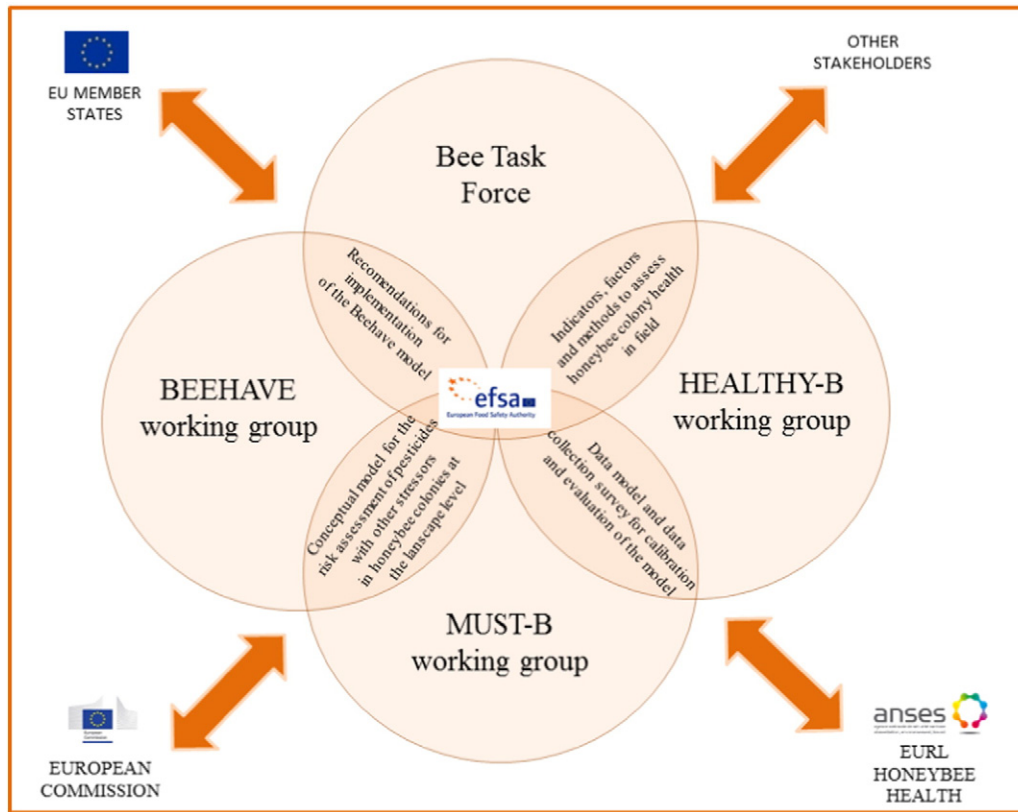 EU MEMBER
STATES
OTHER
STAKEHOLDERS
Bee Task
Force
Recomendations for
implementation
of the Beehave model
Indicators, factors
and methods to assess
honeybee colony health
in field
BEEHAVE
working group
efsa
European Food Safety Authority
HEALTHY-B
working group
Conceptual model for the
risk assessment of pesticides
with other stressors
in honeybee colonies at
the lanscape level
Data model and data
collection survey for calibration
and evaluation of the model
MUST-B
working group
European
Commission
EUROPEAN
COMMISSION
anses
EURL
HONEYBEE
HEALTH